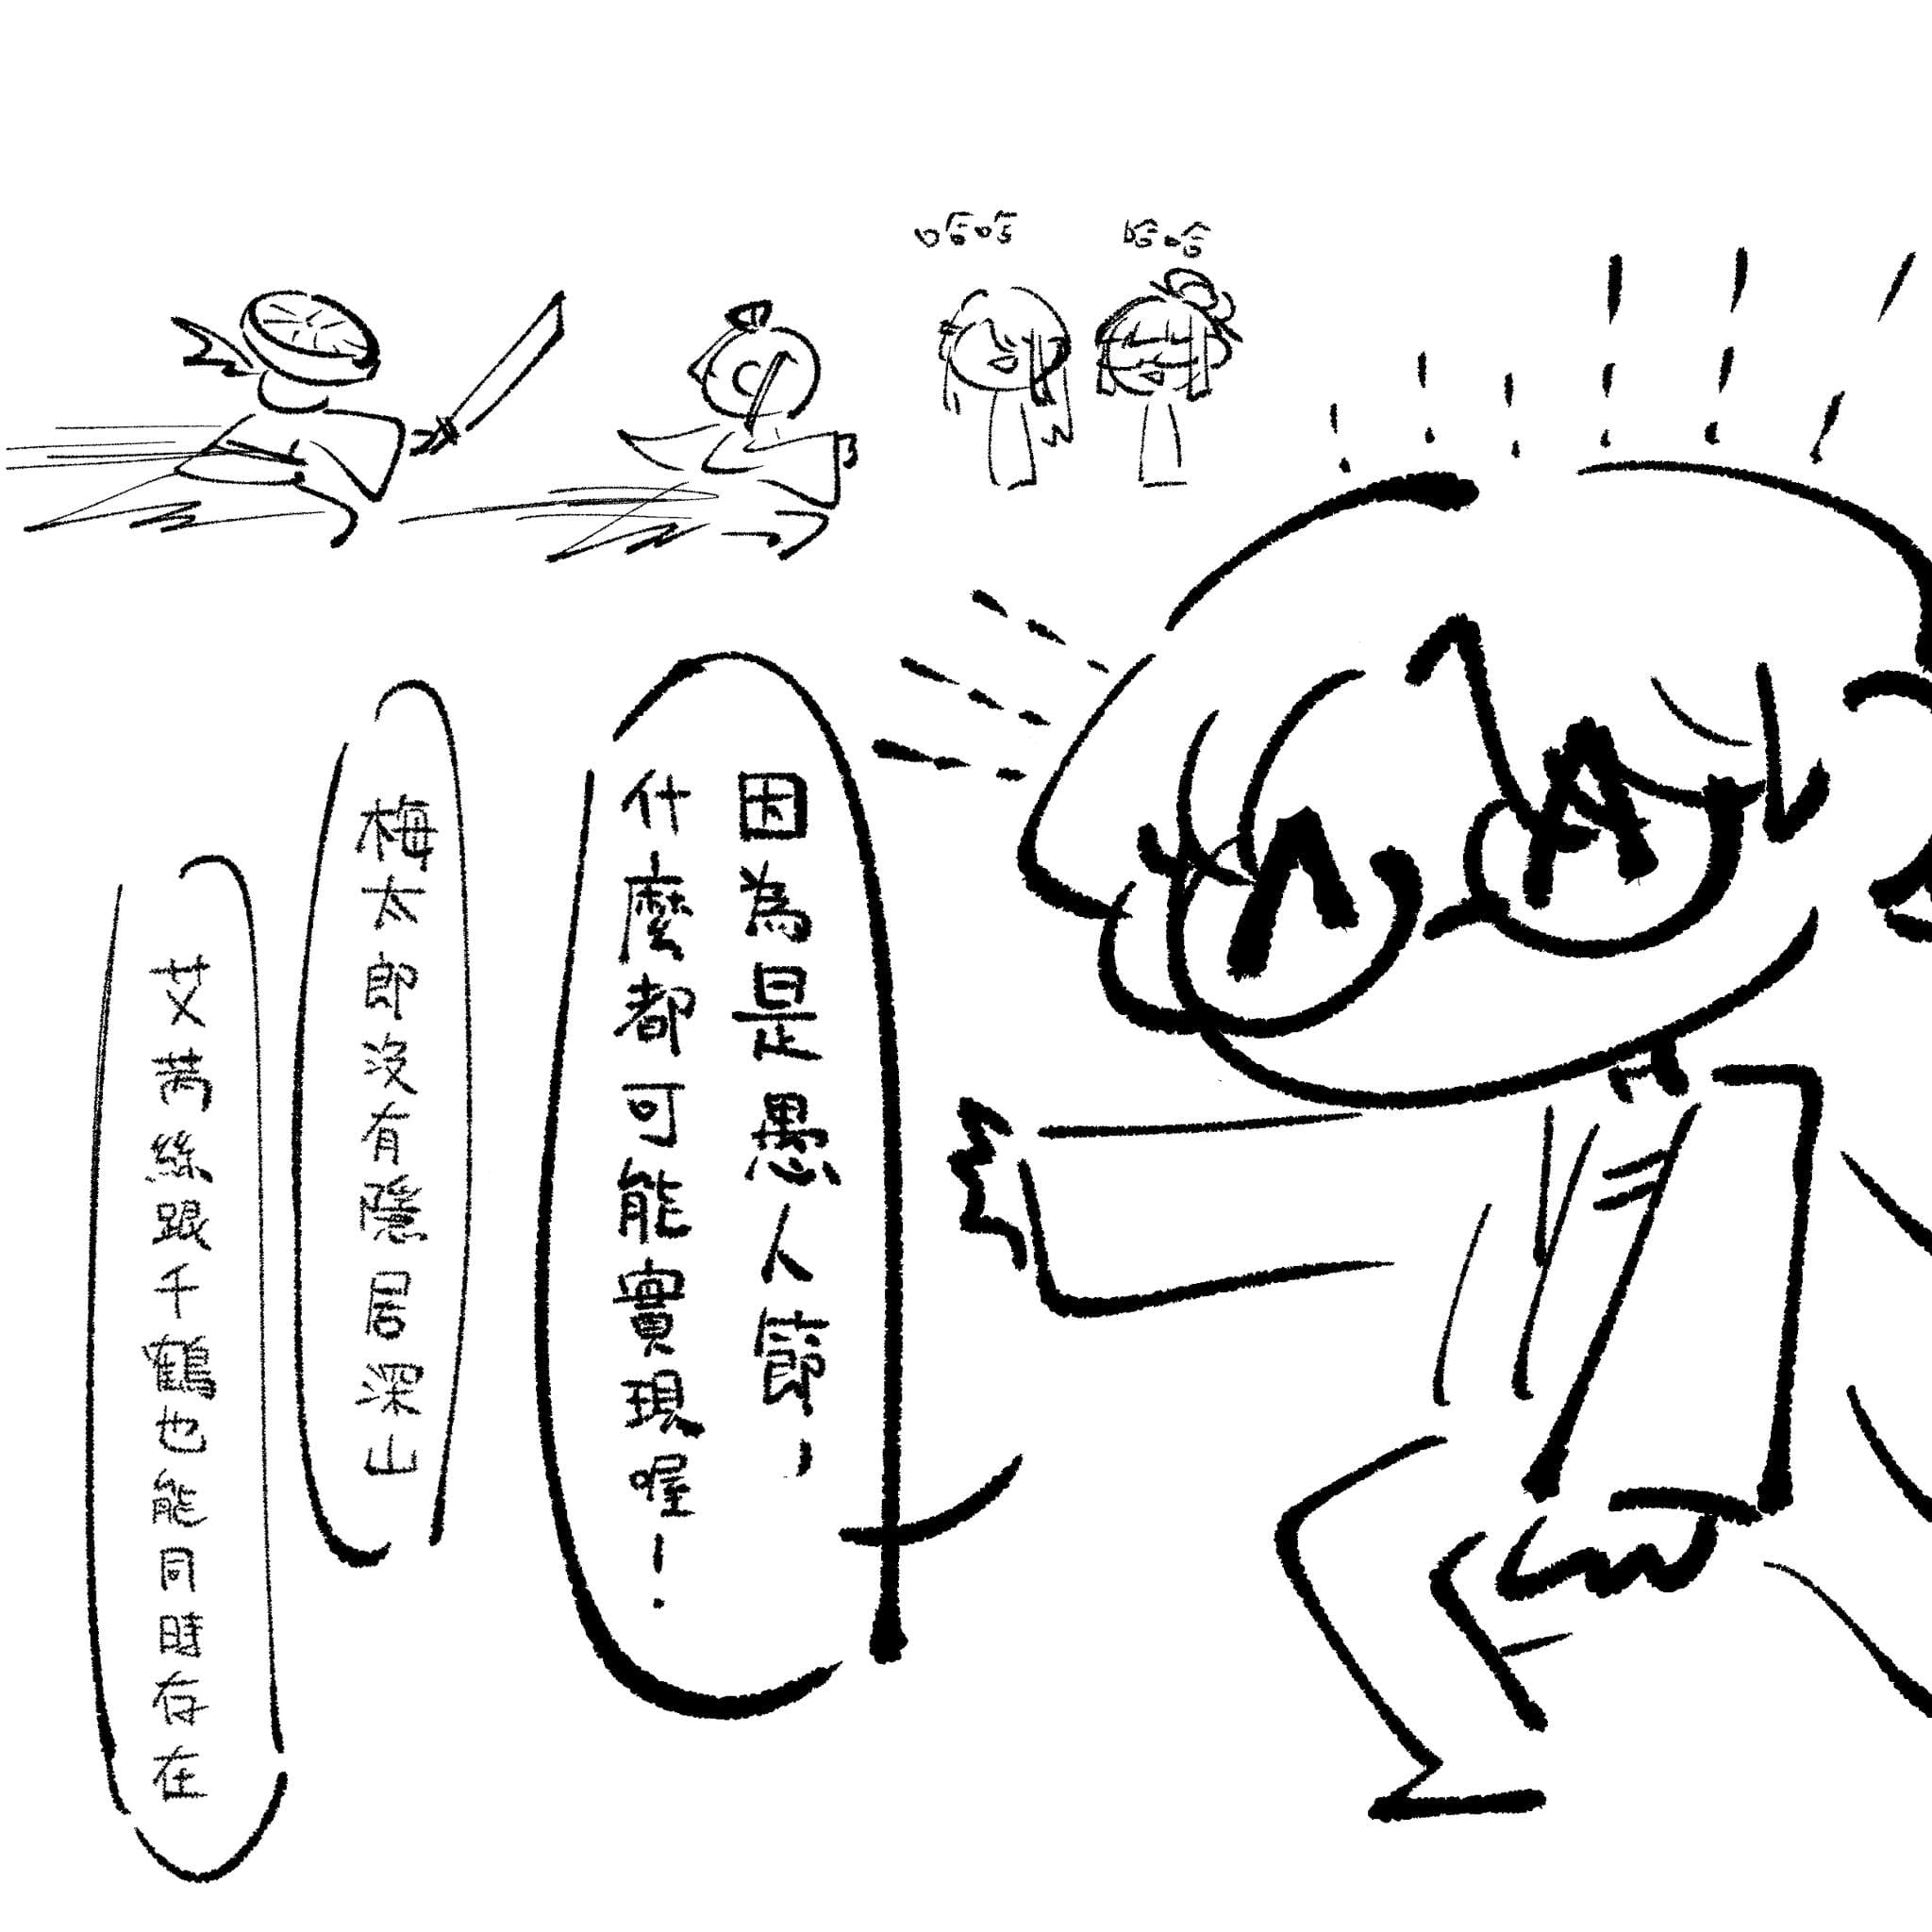 哈哈
哈哈
因為是愚人節，
什麼都可能實現喔！
梅太郎沒有隱居深山
艾苪絲跟千鶴也能同時存在